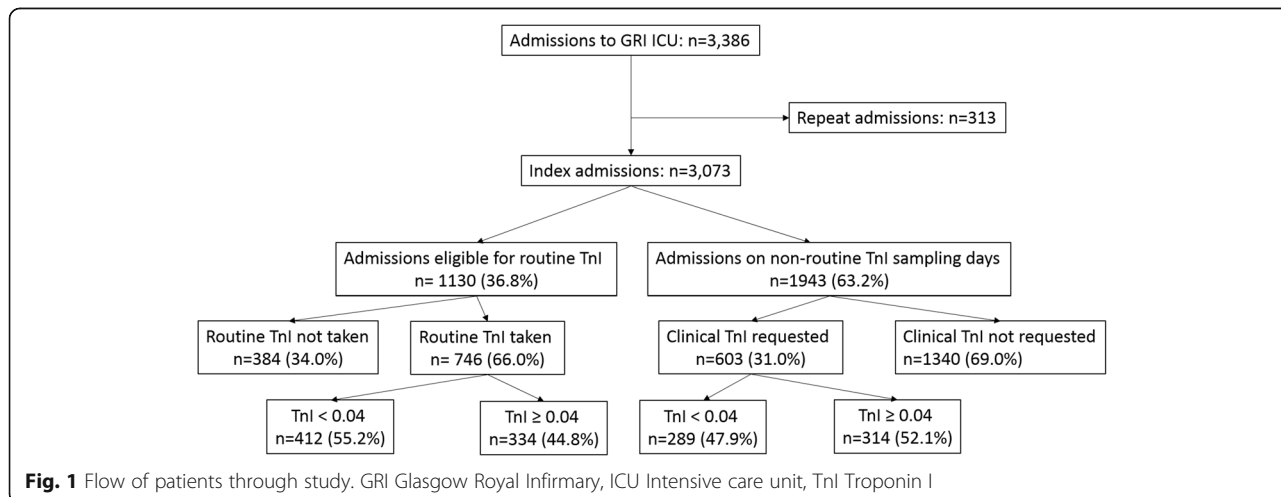 Admissions to GRI ICU: n=3,386
Repeat admissions: n=313
Index admissions: n=3,073
Admissions eligible for routine TnI
n= 1130 (36.8%)
Admissions on non-routine TnI sampling days
n=1943 (63.2%)
Routine TnI not taken
n=384 (34.0%)
Routine TnI taken
n= 746 (66.0%)
Clinical TnI requested
n=603 (31.0%)
Clinical TnI not requested
n=1340 (69.0%)
TnI < 0.04
n=412 (55.2%)
TnI ≥ 0.04
n=334 (44.8%)
TnI < 0.04
n=289 (47.9%)
TnI ≥ 0.04
n=314 (52.1%)
Fig. 1 Flow of patients through study. GRI Glasgow Royal Infirmary, ICU Intensive care unit, TnI Troponin I